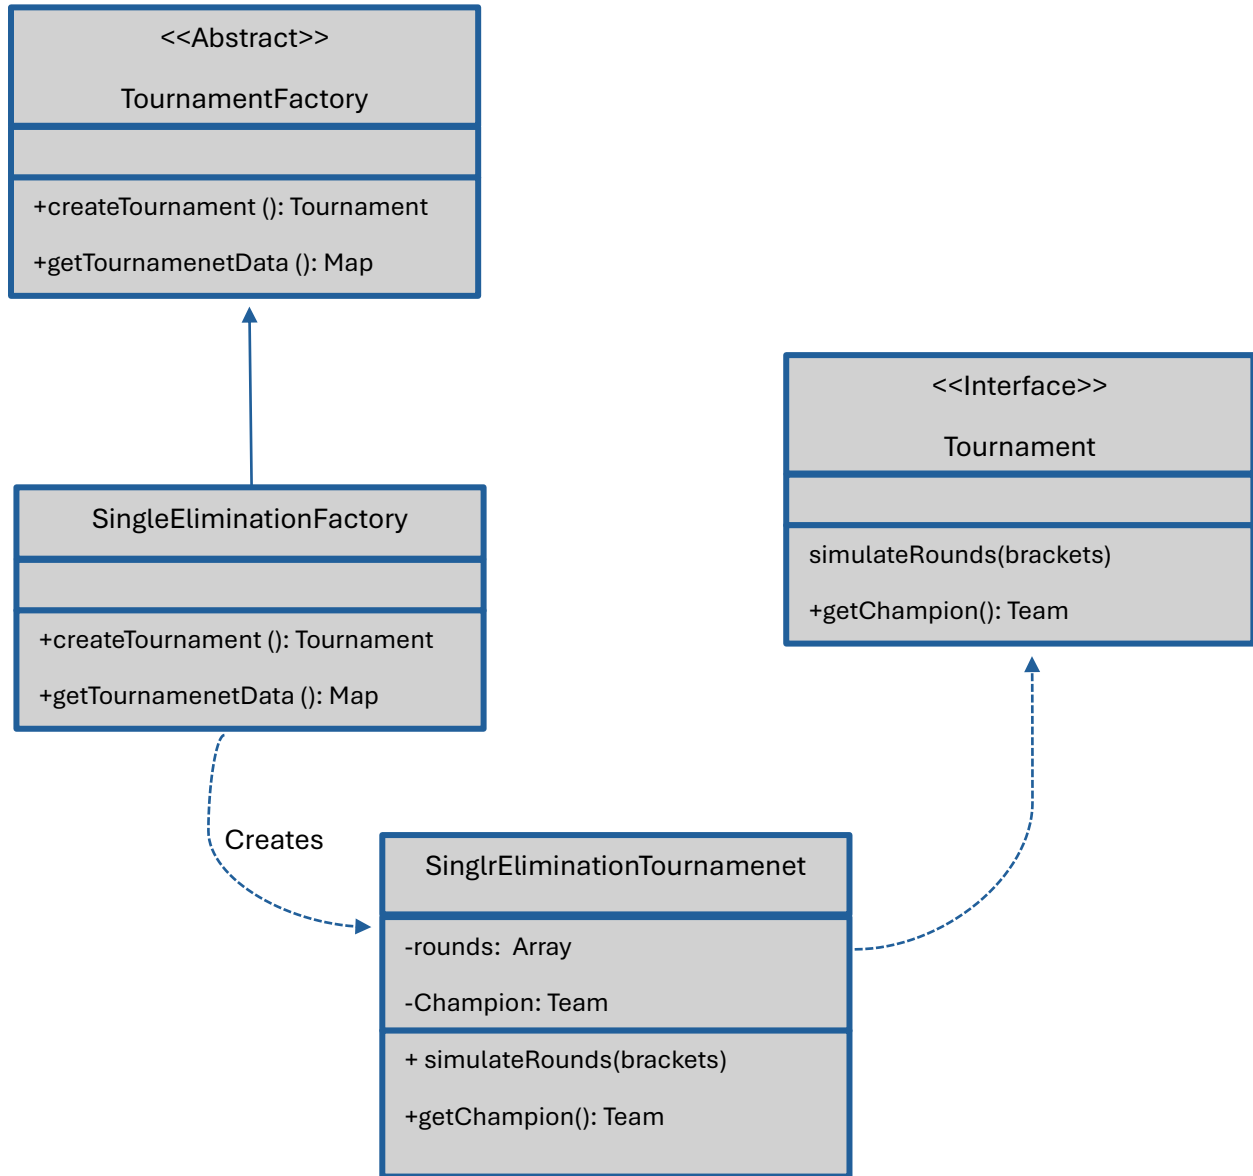 <<Abstract>>
TournamentFactory
+createTournament (): Tournament
+getTournamenetData (): Map
<<Interface>>
Tournament
simulateRounds(brackets)
+getChampion(): Team
SingleEliminationFactory
+createTournament (): Tournament
+getTournamenetData (): Map
Creates
SinglrEliminationTournamenet
-rounds:  Array
-Champion: Team
+ simulateRounds(brackets)
+getChampion(): Team